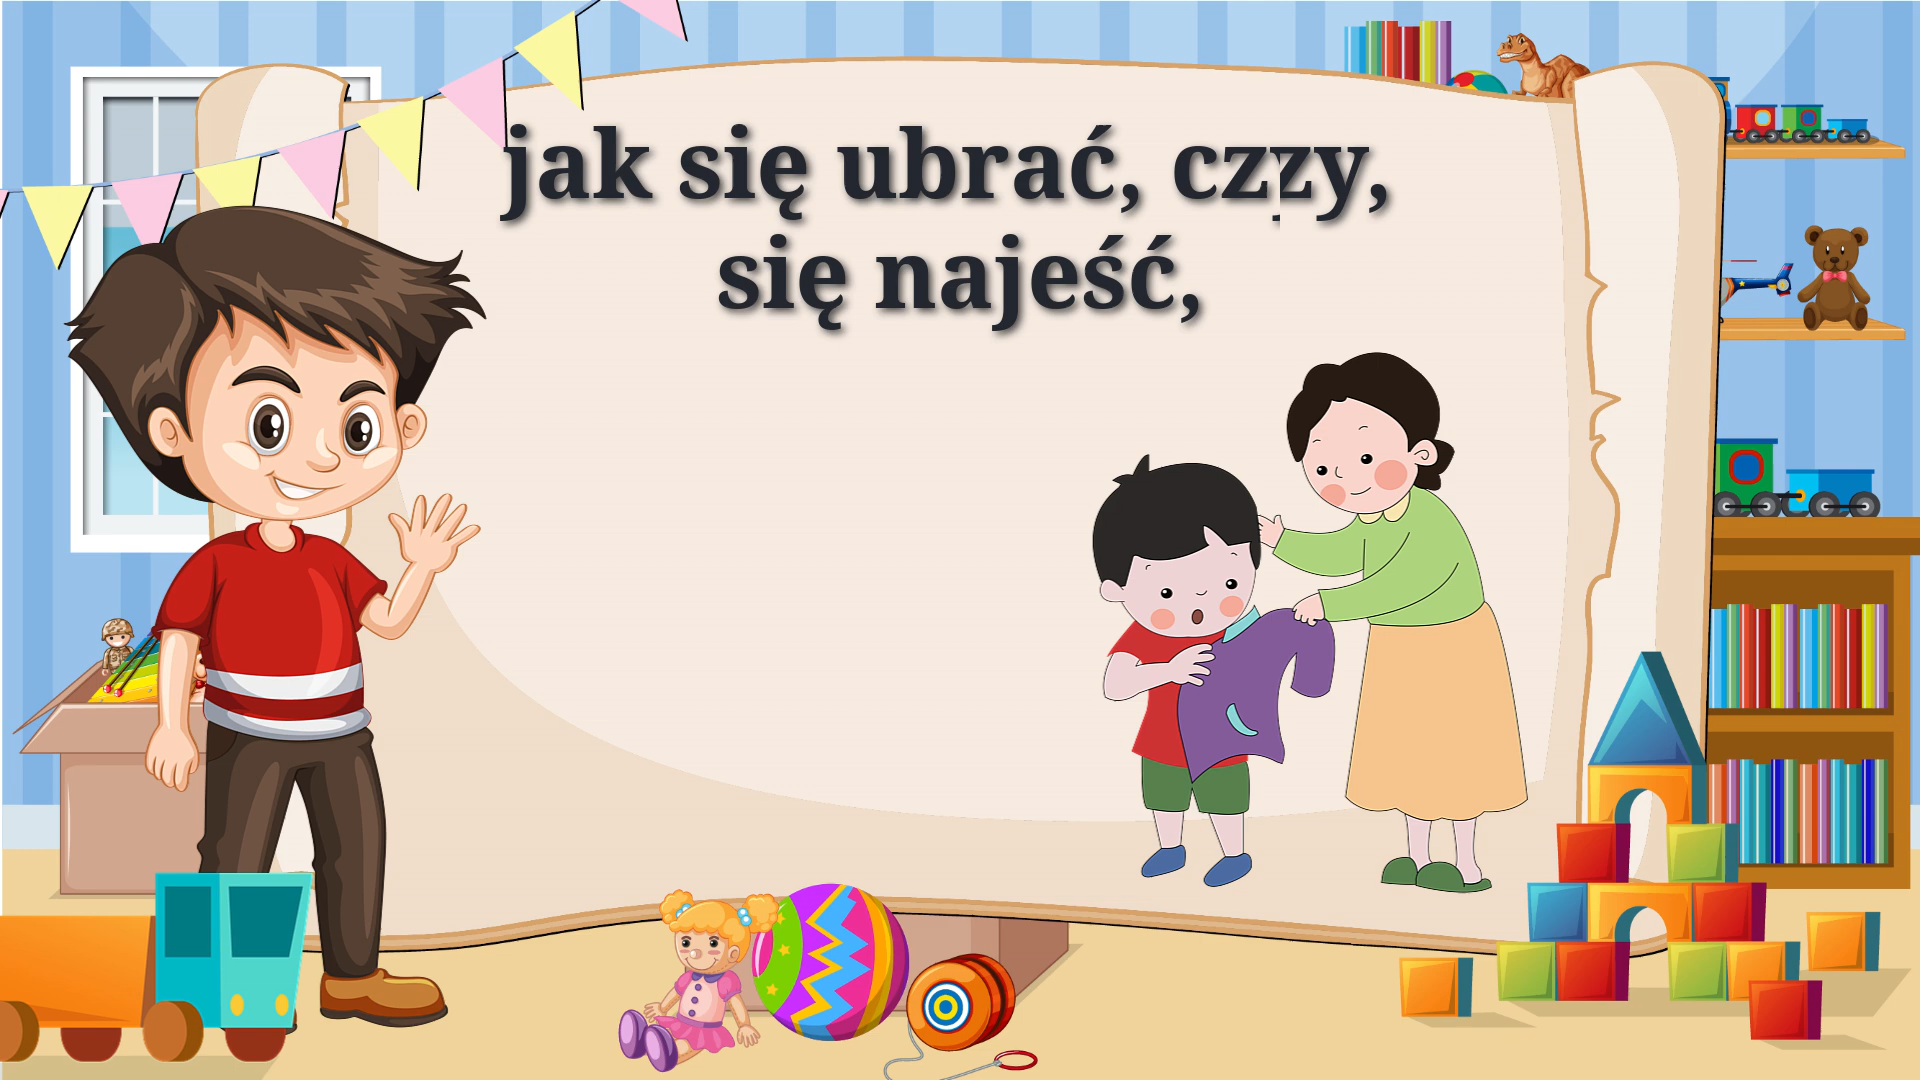 jak się ubrać, czzy,
się najeść,